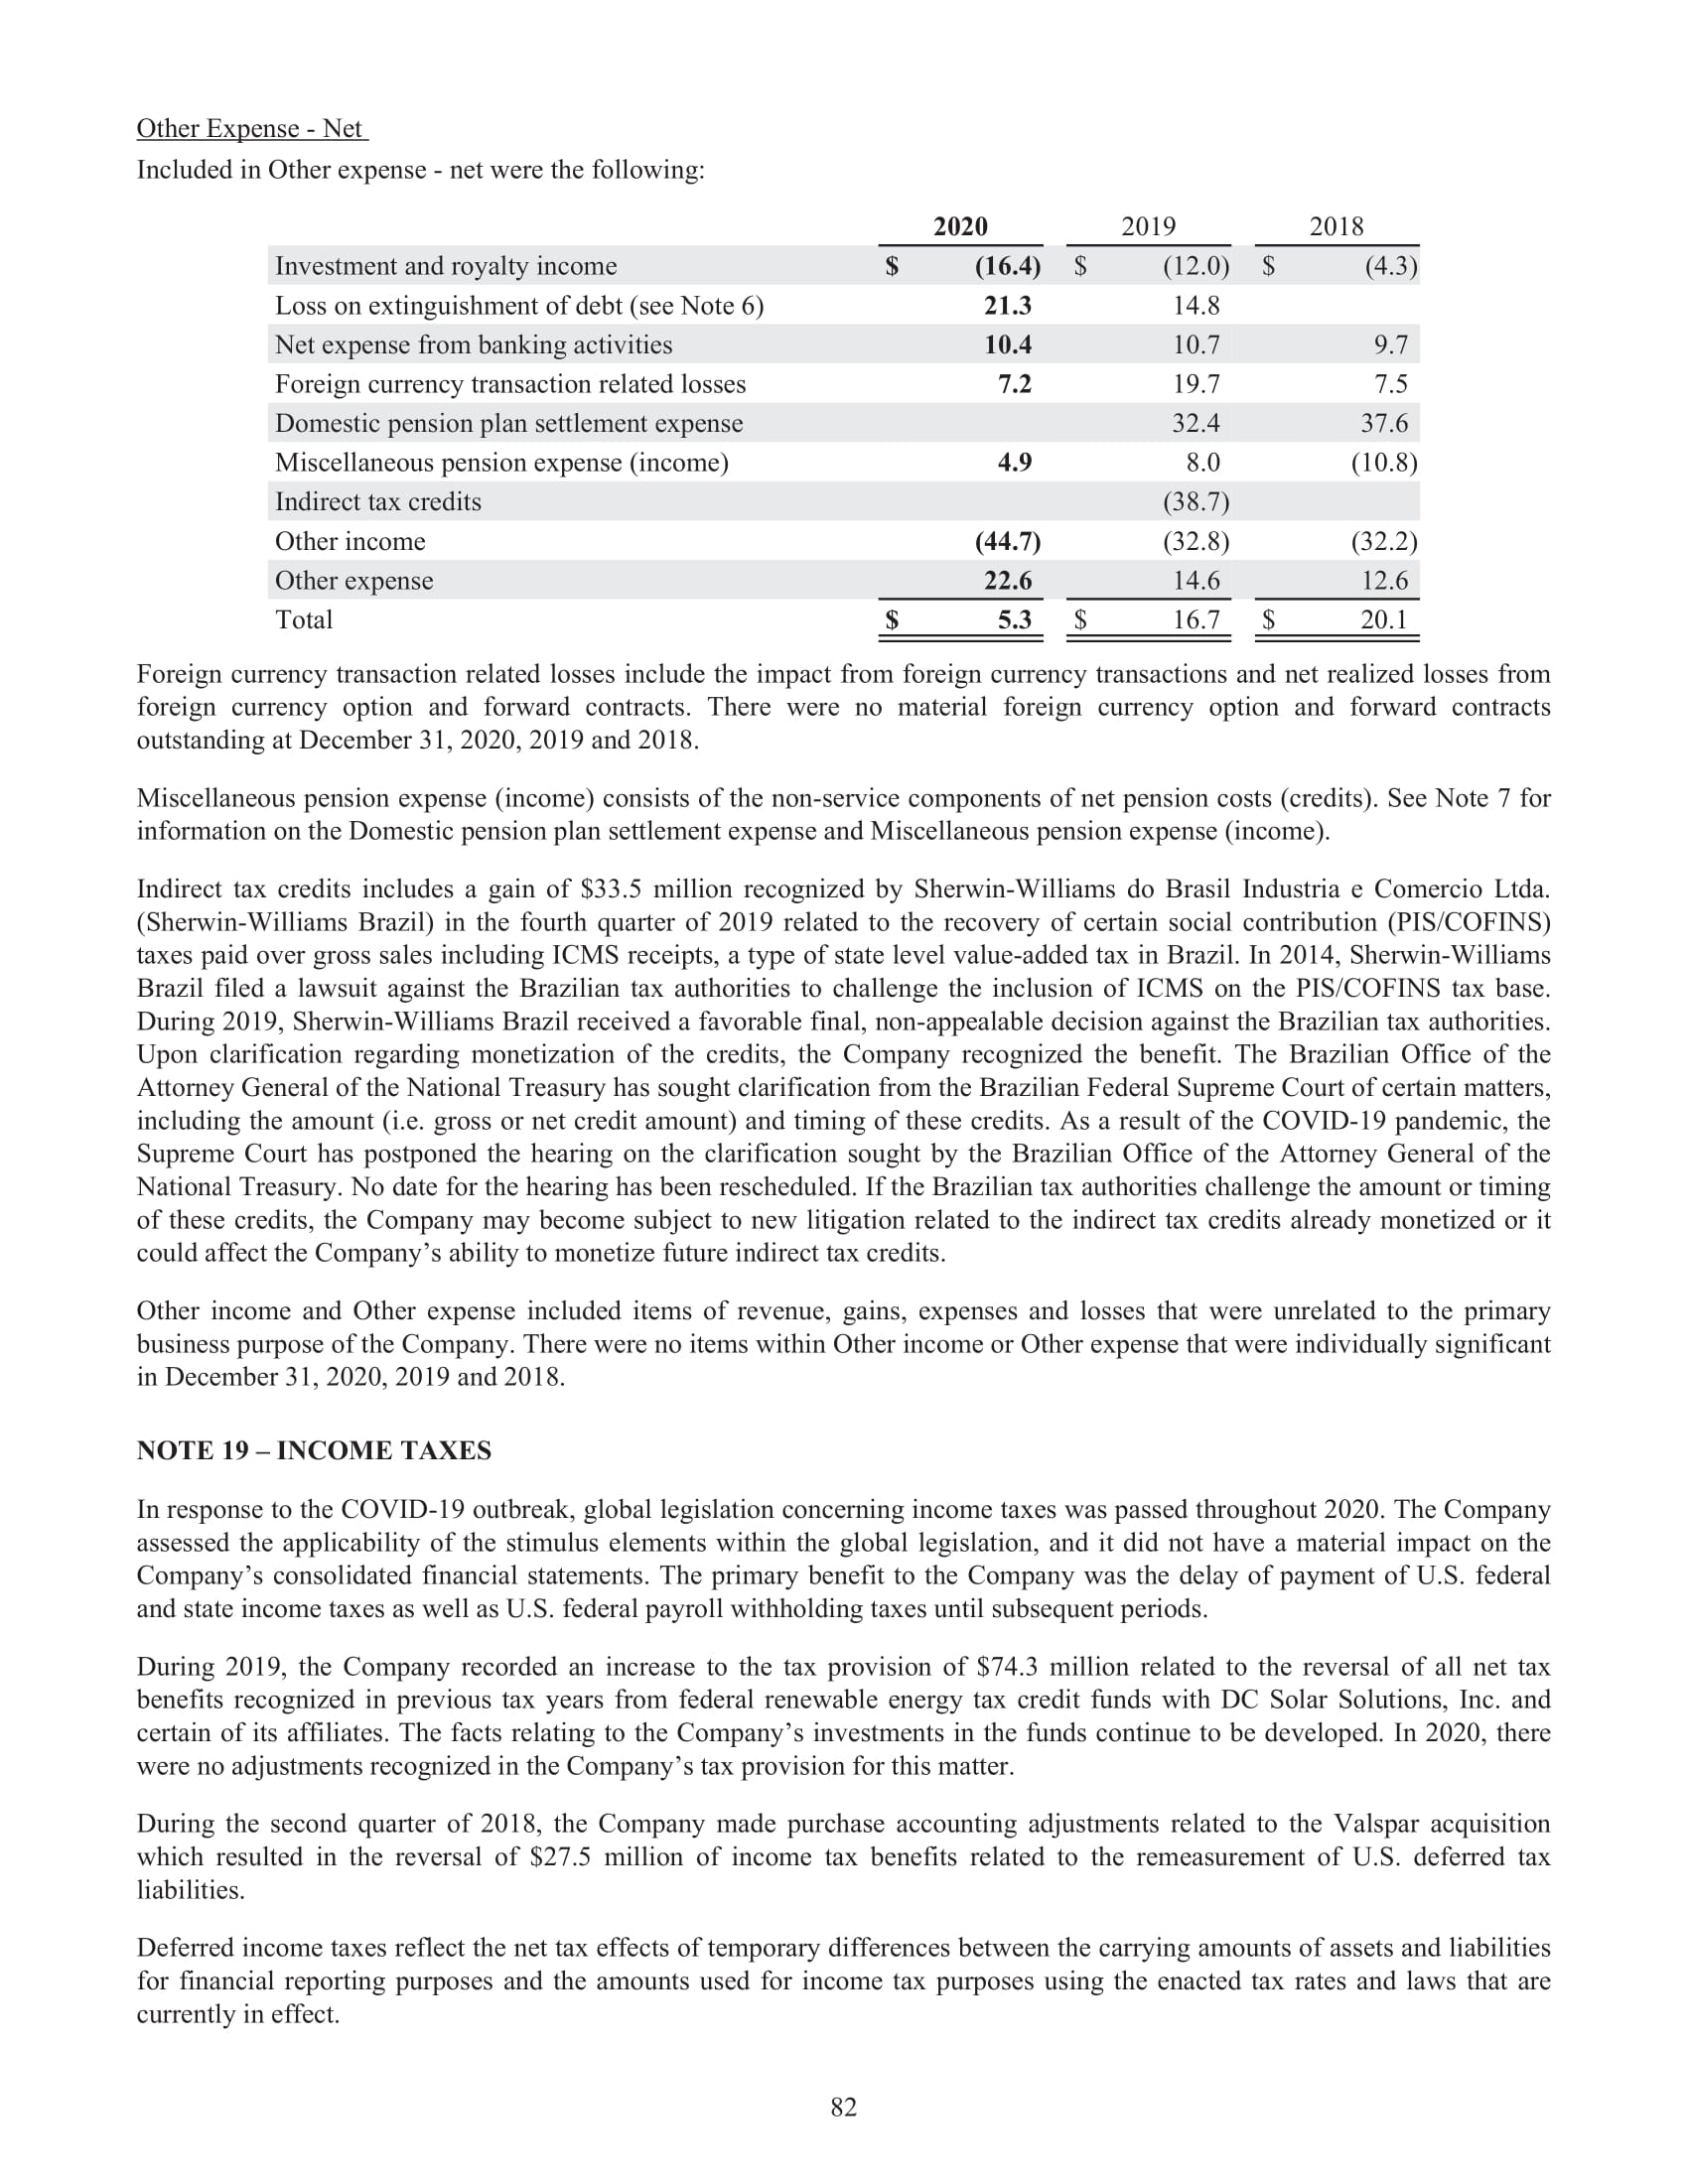 Other Expense - Net
Included in Other expense - net were the following:
2020 2019 2018
Investment and royalty income $ (16.4) $ (12.0) $ (4.3)
Loss on extinguishment of debt (see Note 6) 21.3 14.8
Net expense from banking activities 10.4 10.7 9.7
Foreign currency transaction related losses 7.2 19.7 7.5
Domestic pension plan settlement expense 32.4 37.6
Miscellaneous pension expense (income) 4.9 8.0 (10.8)
Indirect tax credits (38.7)
Other income (44.7) (32.8) (32.2)
Other expense 22.6 14.6 12.6
Total $ 5.3 $ 16.7 $ 20.1
Foreign currency transaction related losses include the impact from foreign currency transactions and net realized losses from
foreign currency option and forward contracts. There were no material foreign currency option and forward contracts
outstanding at December 31, 2020, 2019 and 2018.
Miscellaneous pension expense (income) consists of the non-service components of net pension costs (credits). See Note 7 for
information on the Domestic pension plan settlement expense and Miscellaneous pension expense (income).
Indirect tax credits includes a gain of $33.5 million recognized by Sherwin-Williams do Brasil Industria e Comercio Ltda.
(Sherwin-Williams Brazil) in the fourth quarter of 2019 related to the recovery of certain social contribution (PIS/COFINS)
taxes paid over gross sales including ICMS receipts, a type of state level value-added tax in Brazil. In 2014, Sherwin-Williams
Brazil filed a lawsuit against the Brazilian tax authorities to challenge the inclusion of ICMS on the PIS/COFINS tax base.
During 2019, Sherwin-Williams Brazil received a favorable final, non-appealable decision against the Brazilian tax authorities.
Upon clarification regarding monetization of the credits, the Company recognized the benefit. The Brazilian Office of the
Attorney General of the National Treasury has sought clarification from the Brazilian Federal Supreme Court of certain matters,
including the amount (i.e. gross or net credit amount) and timing of these credits. As a result of the COVID-19 pandemic, the
Supreme Court has postponed the hearing on the clarification sought by the Brazilian Office of the Attorney General of the
National Treasury. No date for the hearing has been rescheduled. If the Brazilian tax authorities challenge the amount or timing
of these credits, the Company may become subject to new litigation related to the indirect tax credits already monetized or it
could affect the Company’s ability to monetize future indirect tax credits.
Other income and Other expense included items of revenue, gains, expenses and losses that were unrelated to the primary
business purpose of the Company. There were no items within Other income or Other expense that were individually significant
in December 31, 2020, 2019 and 2018.
NOTE 19 – INCOME TAXES
In response to the COVID-19 outbreak, global legislation concerning income taxes was passed throughout 2020. The Company
assessed the applicability of the stimulus elements within the global legislation, and it did not have a material impact on the
Company’s consolidated financial statements. The primary benefit to the Company was the delay of payment of U.S. federal
and state income taxes as well as U.S. federal payroll withholding taxes until subsequent periods.
During 2019, the Company recorded an increase to the tax provision of $74.3 million related to the reversal of all net tax
benefits recognized in previous tax years from federal renewable energy tax credit funds with DC Solar Solutions, Inc. and
certain of its affiliates. The facts relating to the Company’s investments in the funds continue to be developed. In 2020, there
were no adjustments recognized in the Company’s tax provision for this matter.
During the second quarter of 2018, the Company made purchase accounting adjustments related to the Valspar acquisition
which resulted in the reversal of $27.5 million of income tax benefits related to the remeasurement of U.S. deferred tax
liabilities.
Deferred income taxes reflect the net tax effects of temporary differences between the carrying amounts of assets and liabilities
for financial reporting purposes and the amounts used for income tax purposes using the enacted tax rates and laws that are
currently in effect.
82